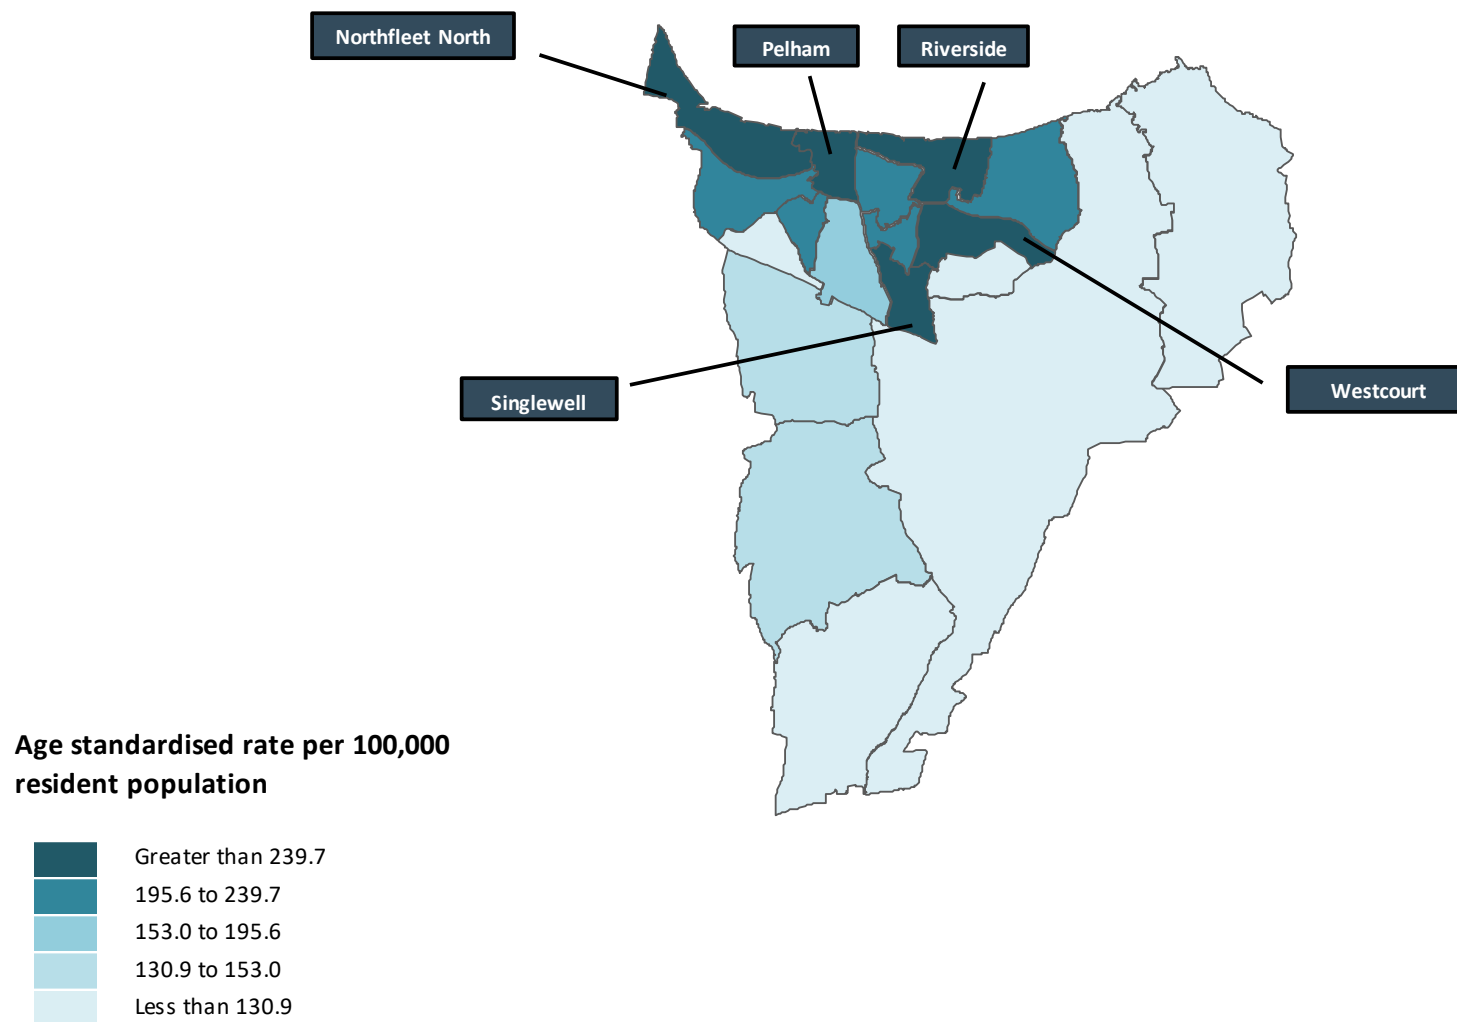 Northfleet North
Pelham
Riverside
Singlewell
Westcourt
Age standardised rate per 100,000
resident population
Greater than 239.7
195.6 to 239.7
153.0 to 195.6
130.9 to 153.0
Less than 130.9